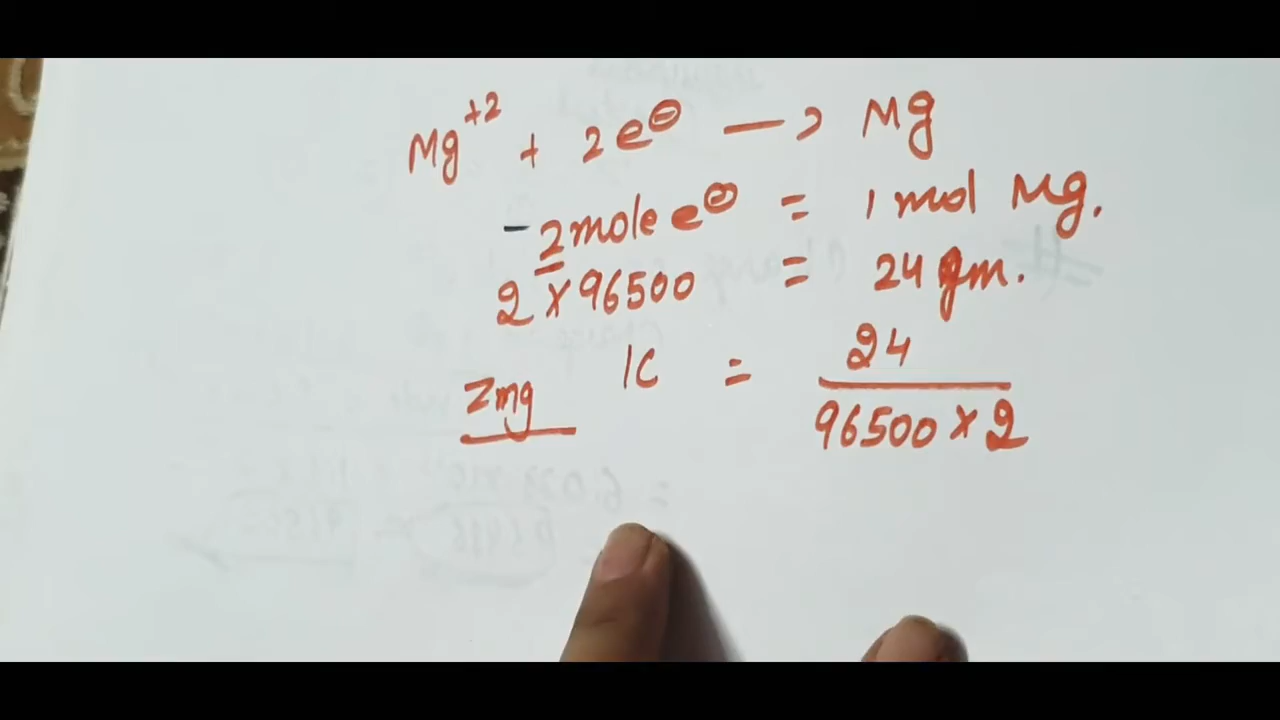 Mg+2 + 2e⊖ —> Mg
-2mole e⊖ = 1 mol Mg.
2 x 96500 = 24 gm.
Zmg 1C = 24
96500 x 2